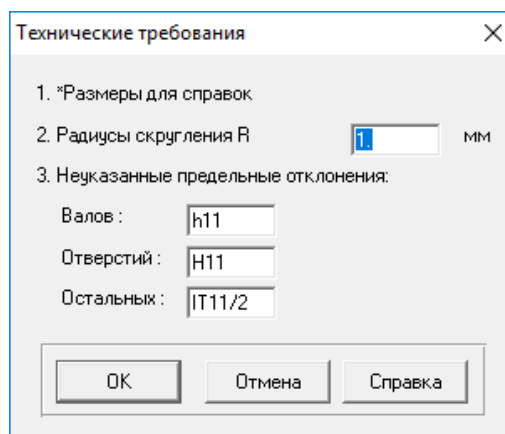 Технические требования
1. *Размеры для справок
2. Радиусы скругления R 1. мм
3. Неуказанные предельные отклонения:
Валов : h11
Отверстий : H11
Остальных : IT11/2
OK Отмена Справка